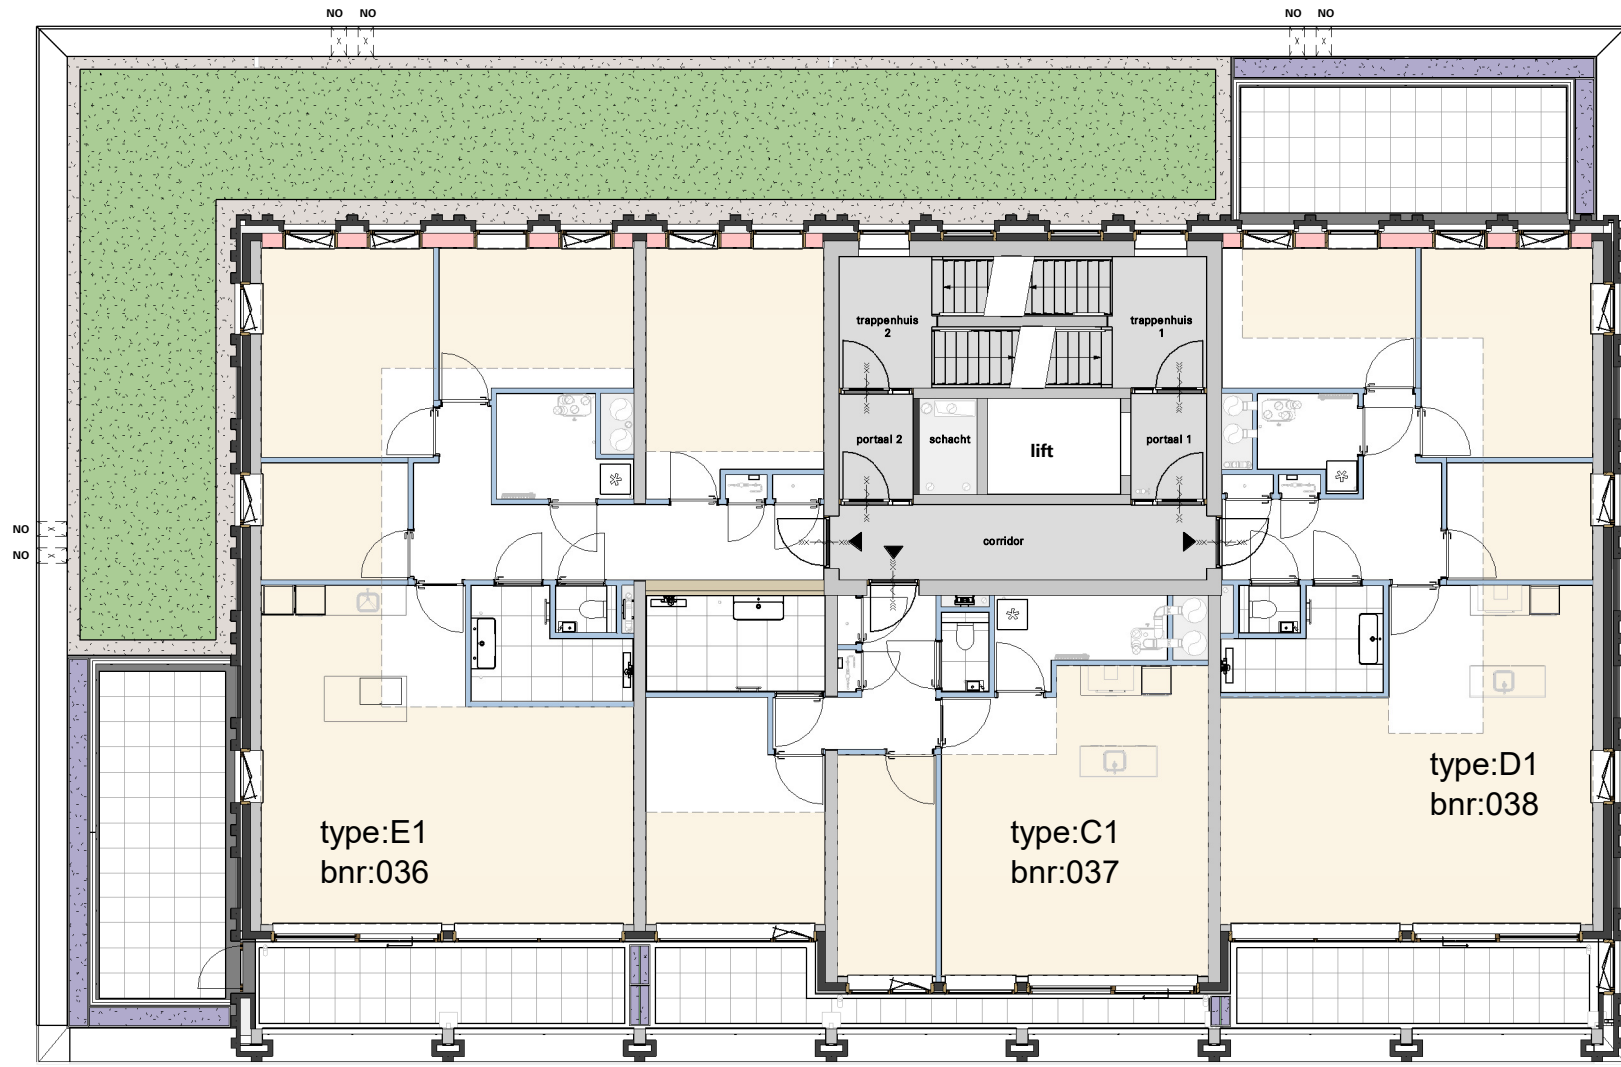 NO NO
NO NO
trappenhuis
2
trappenhuis
1
portaal 2
schacht
lift
portaal 1
NO
NO
corridor
type:D1
bnr:038
type:E1
bnr:036
type:C1
bnr:037